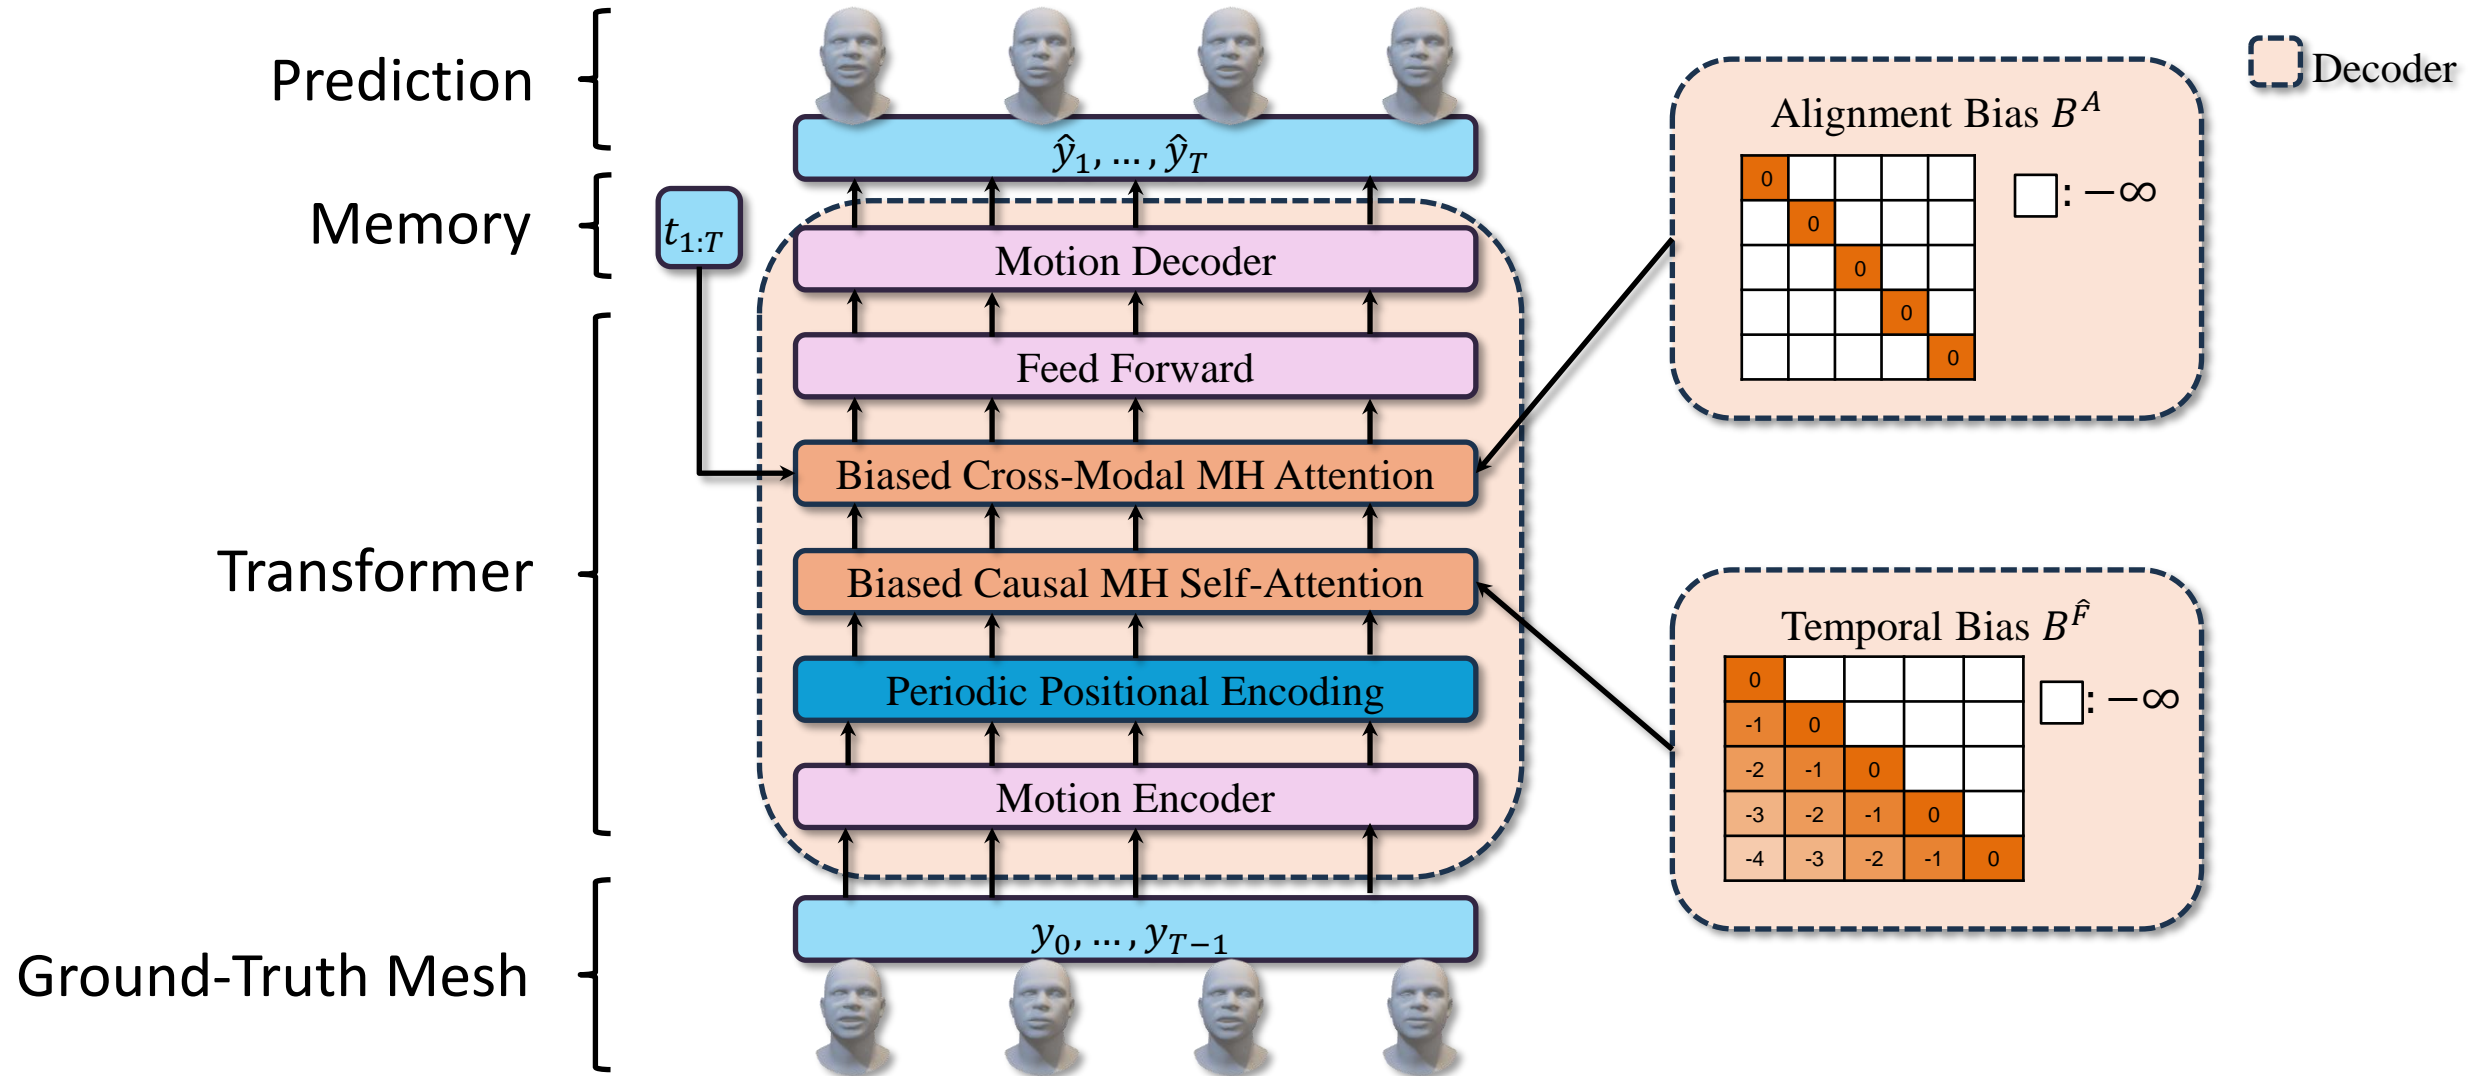 Prediction
Memory
Transformer
Ground-Truth Mesh
ŷ₁, … , ŷ_T
t₁:T
Motion Decoder
Feed Forward
Biased Cross-Modal MH Attention
Biased Causal MH Self-Attention
Periodic Positional Encoding
Motion Encoder
y₀, … , y_{T−1}
Alignment Bias B^A
0
0
0
0
0
: −∞
Temporal Bias B^F̂
0
-1 0
-2 -1 0
-3 -2 -1 0
-4 -3 -2 -1 0
: −∞
Decoder